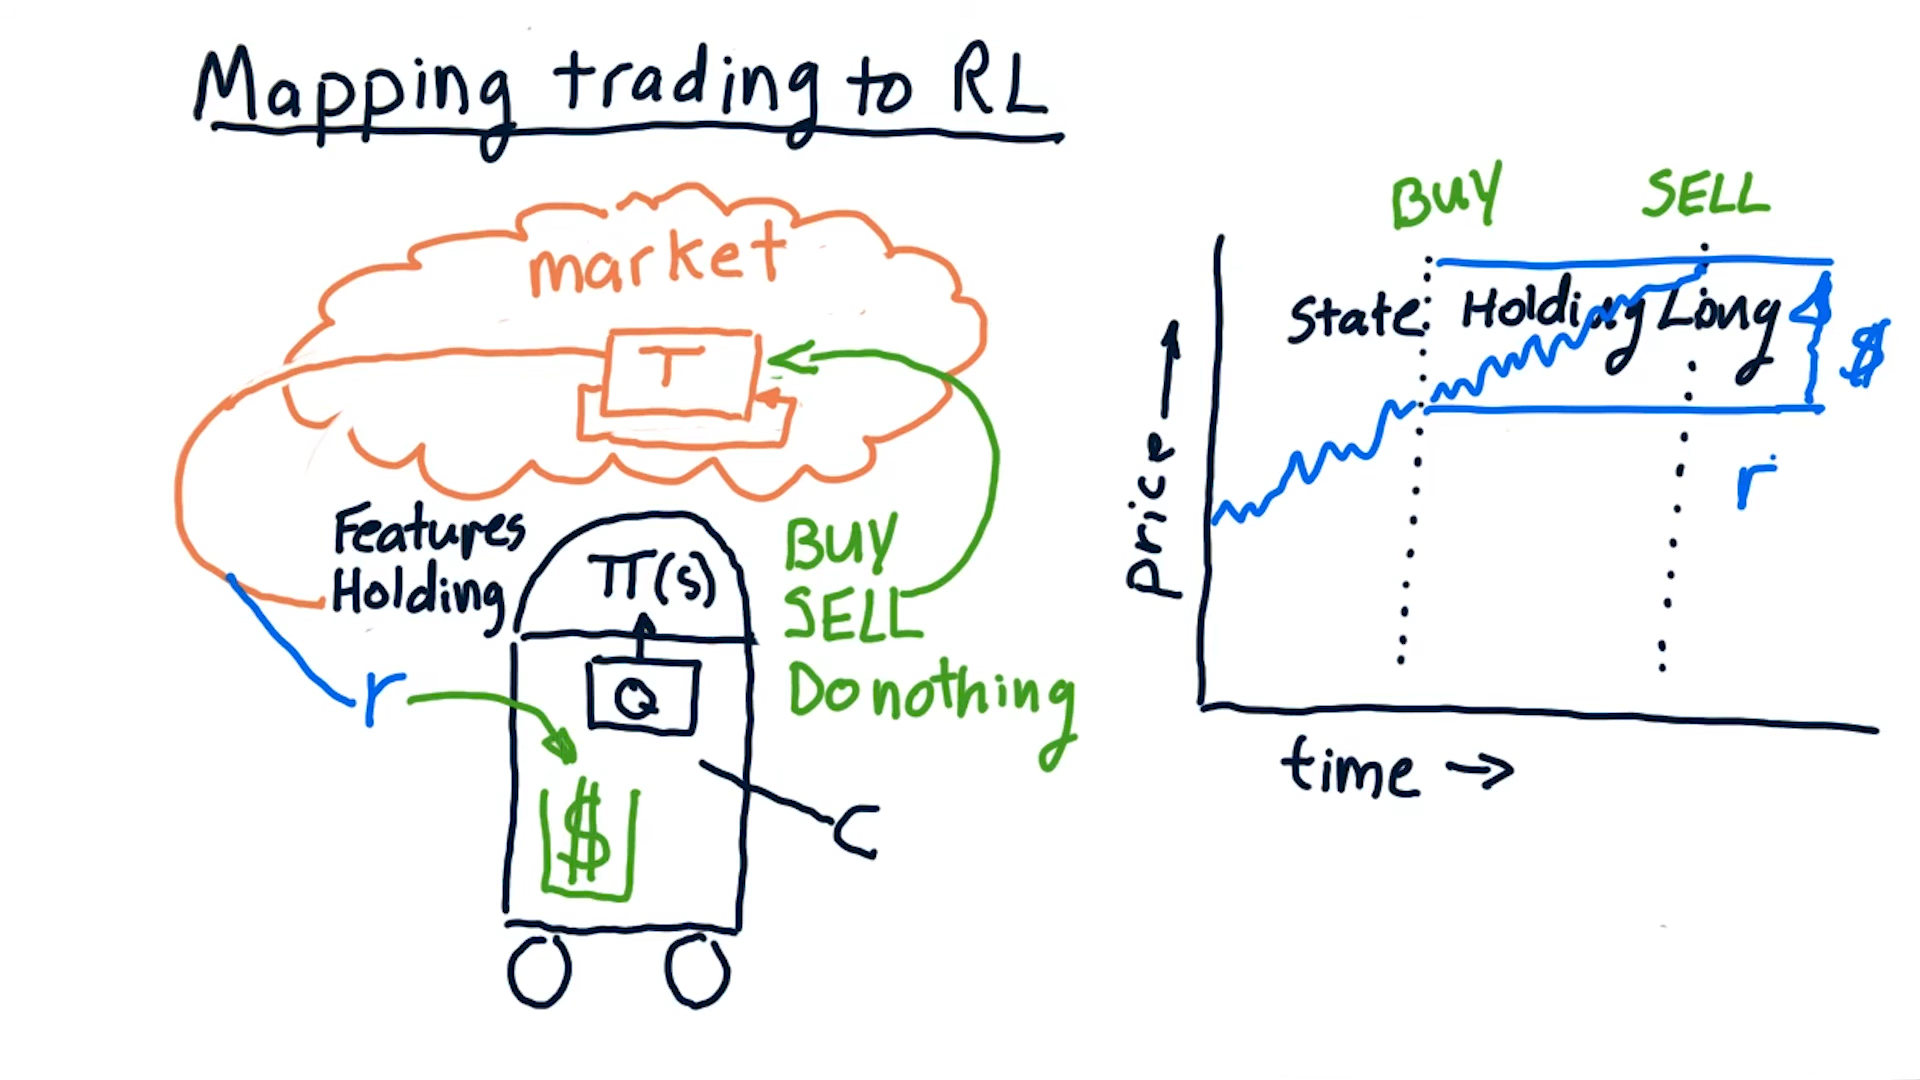 Mapping trading to RL
market
T
Features
Holding
π(s)
Q
r
$
BUY
SELL
Do nothing
C
BUY
SELL
State: Holding Long
$
r
Price →
time →